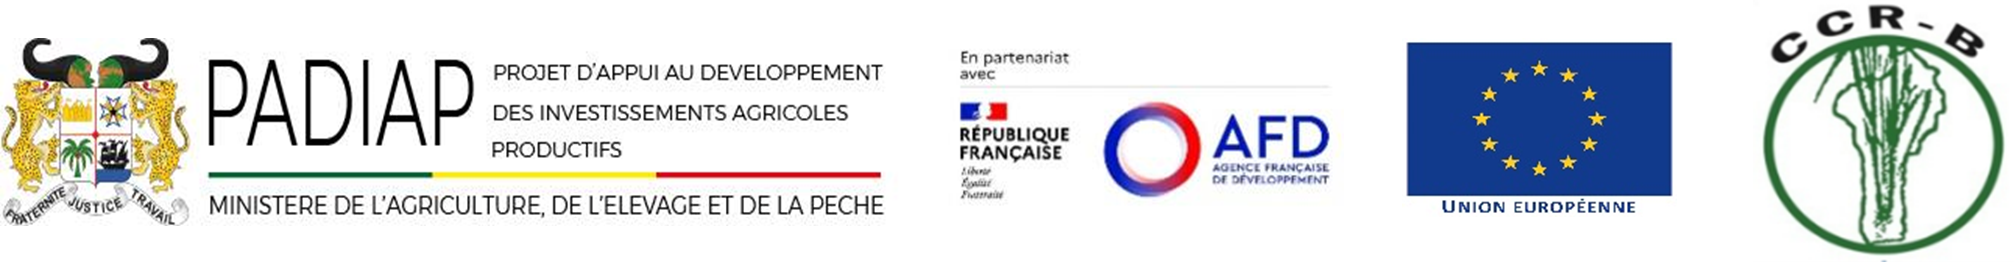 FRATERNITE JUSTICE TRAVAIL
PADIAP
PROJET D'APPUI AU DEVELOPPEMENT
DES INVESTISSEMENTS AGRICOLES
PRODUCTIFS
MINISTERE DE L'AGRICULTURE, DE L'ELEVAGE ET DE LA PECHE
En partenariat
avec
RÉPUBLIQUE
FRANÇAISE
Liberté
Égalité
Fraternité
AFD
AGENCE FRANÇAISE
DE DÉVELOPPEMENT
UNION EUROPÉENNE
CCR-B